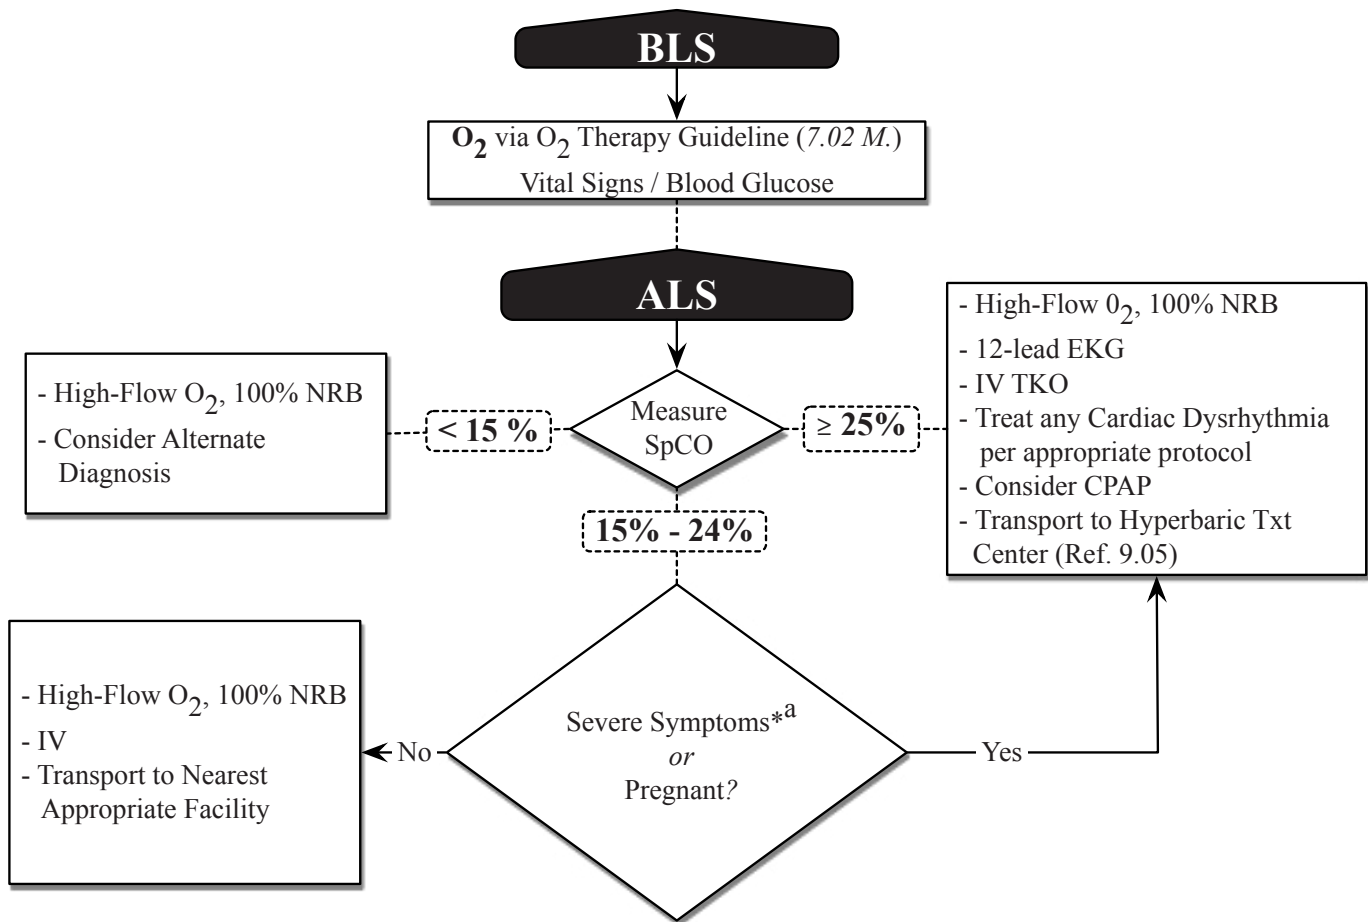 BLS
O2 via O2 Therapy Guideline (7.02 M.)
Vital Signs / Blood Glucose
ALS
Measure
SpCO
< 15 %
- High-Flow O2, 100% NRB
- Consider Alternate
Diagnosis
≥ 25%
- High-Flow 02, 100% NRB
- 12-lead EKG
- IV TKO
- Treat any Cardiac Dysrhythmia
per appropriate protocol
- Consider CPAP
- Transport to Hyperbaric Txt
Center (Ref. 9.05)
15% - 24%
Severe Symptoms*a
or
Pregnant?
No
- High-Flow O2, 100% NRB
- IV
- Transport to Nearest
Appropriate Facility
Yes